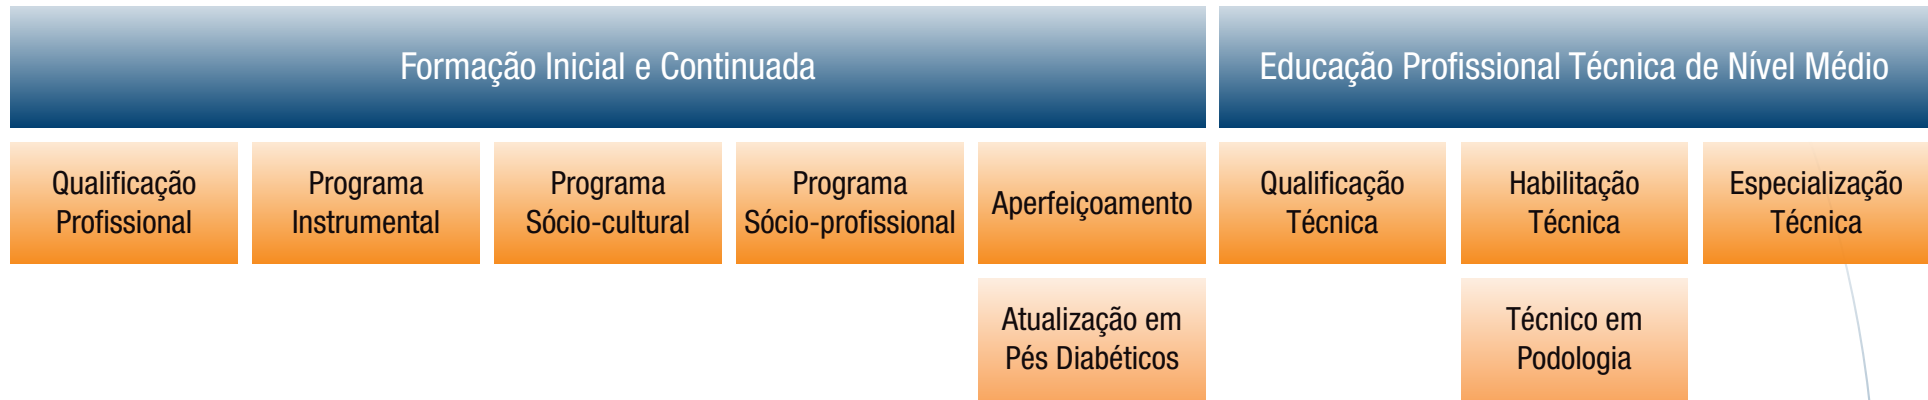 Formação Inicial e Continuada
Educação Profissional Técnica de Nível Médio
Qualificação
Profissional
Programa
Instrumental
Programa
Sócio-cultural
Programa
Sócio-profissional
Aperfeiçoamento
Qualificação
Técnica
Habilitação
Técnica
Especialização
Técnica
Atualização em
Pés Diabéticos
Técnico em
Podologia